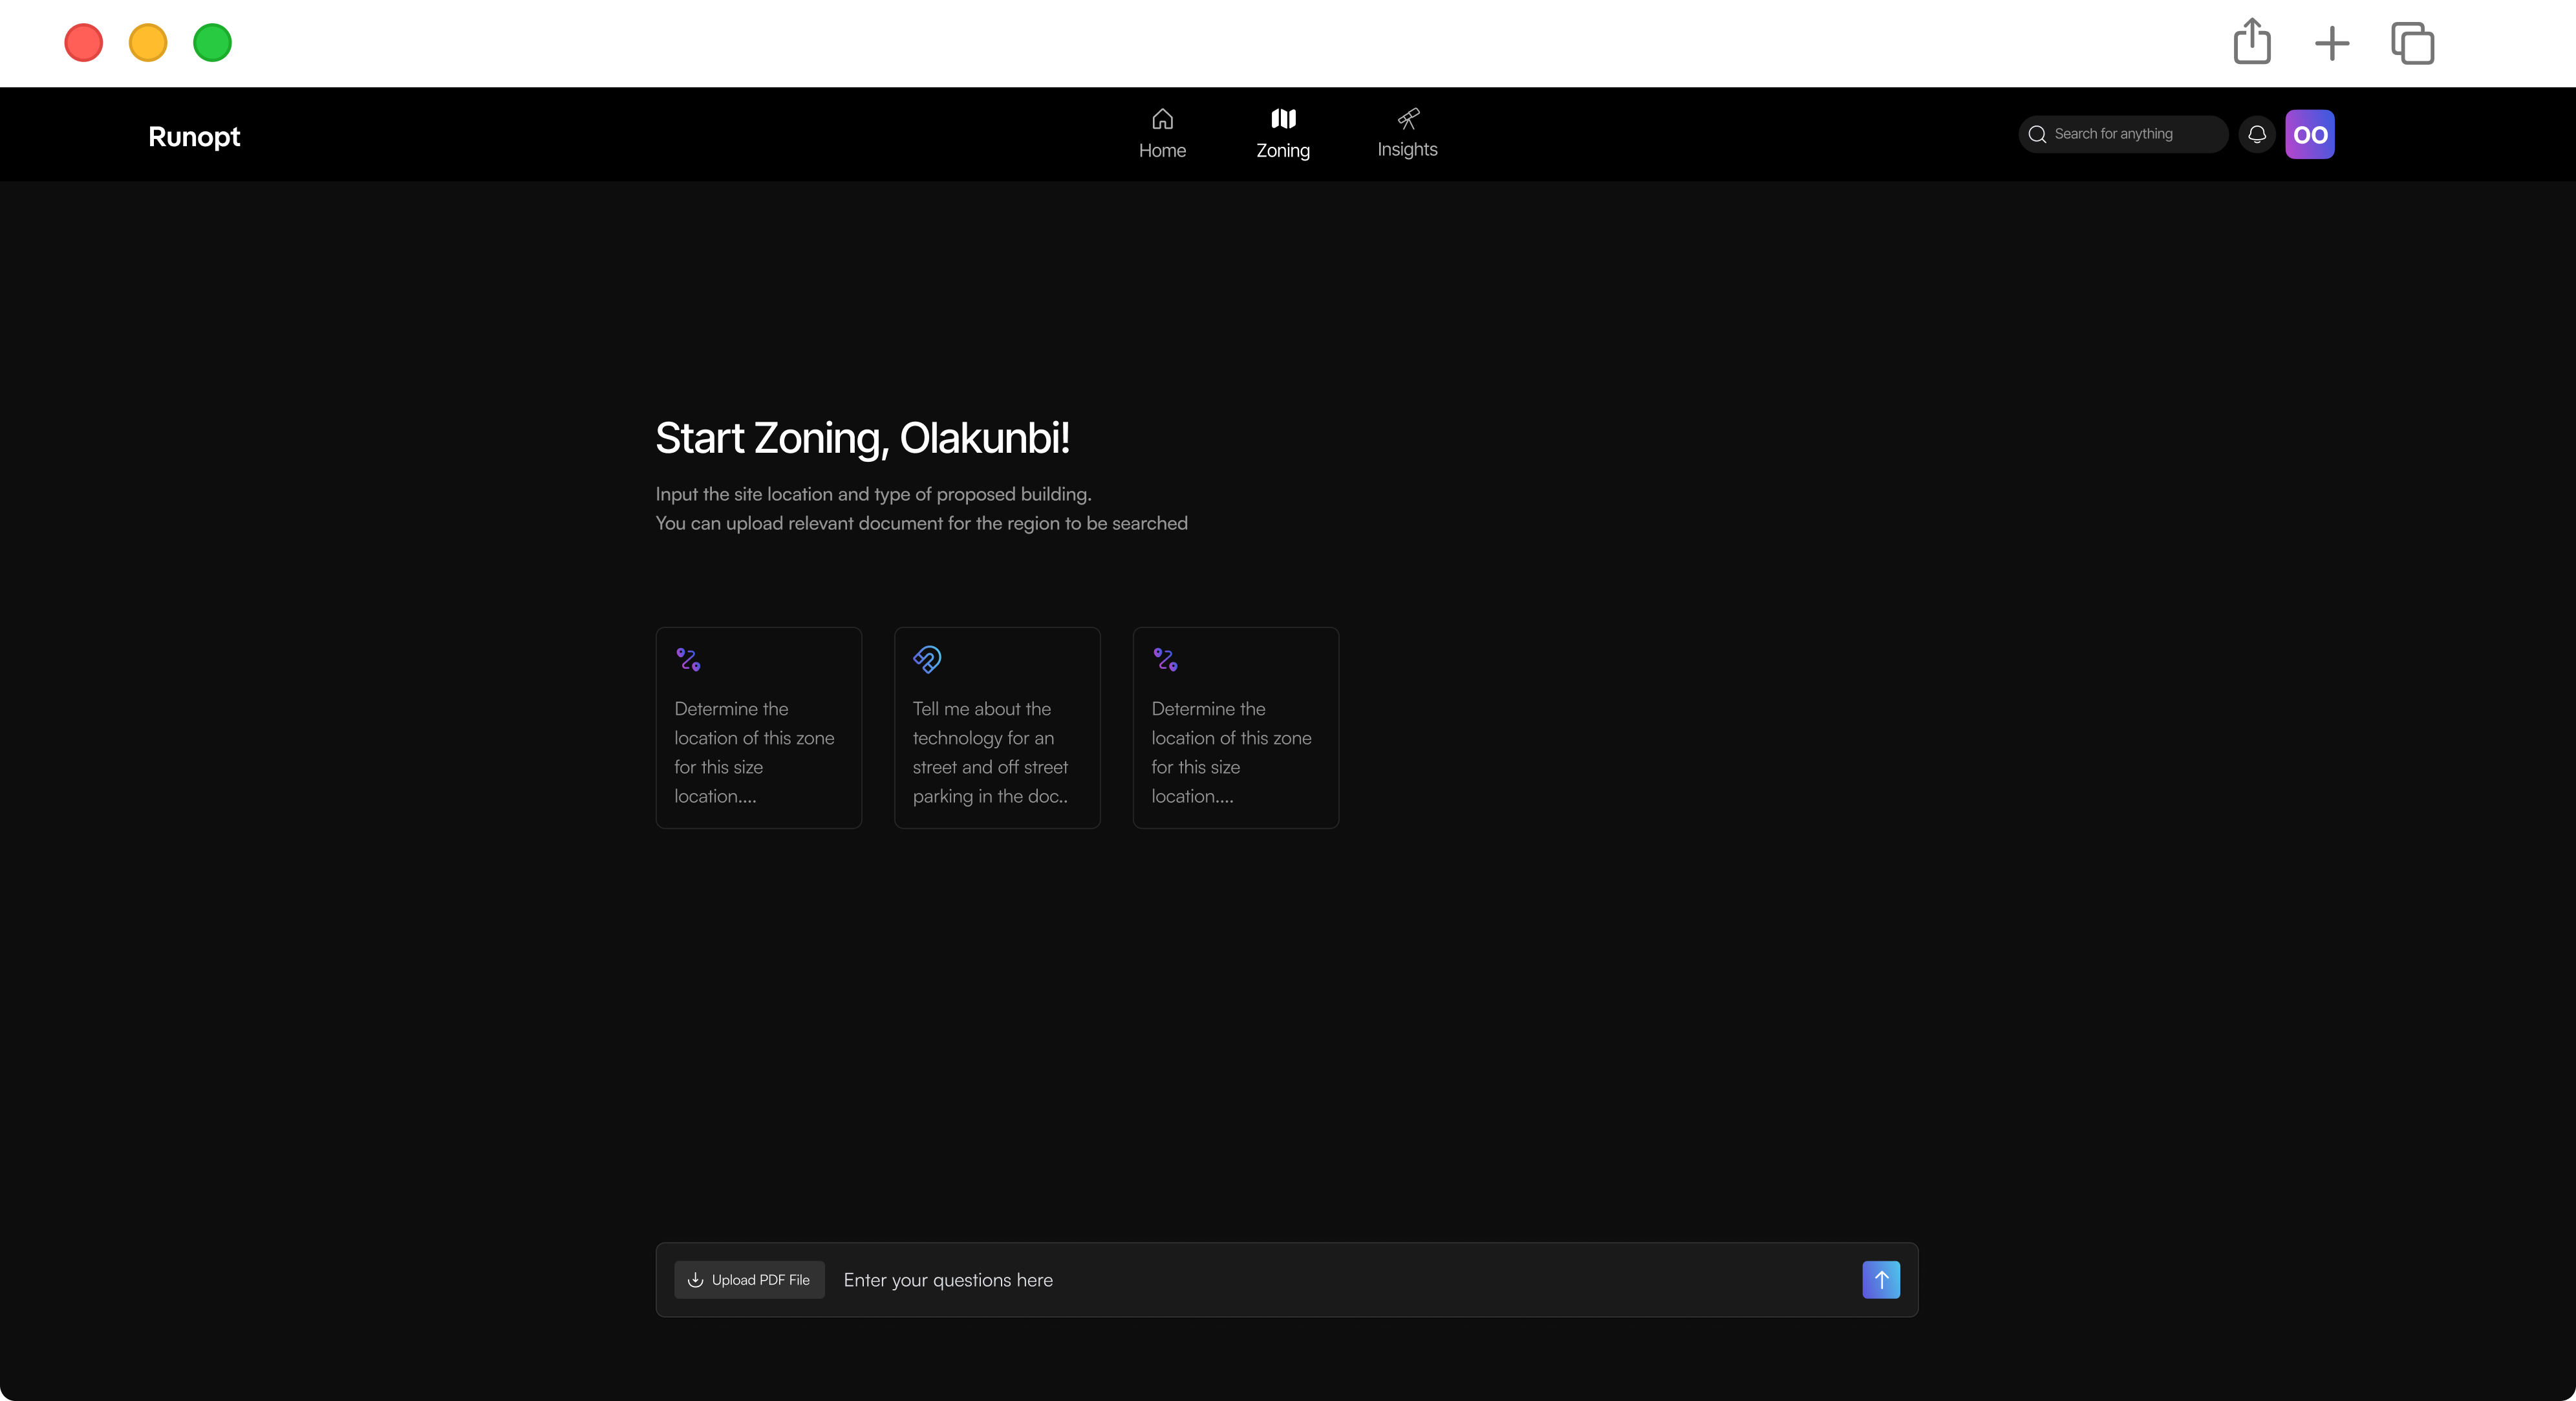 Runopt
Home
Zoning
Insights
Search for anything
OO
Start Zoning, Olakunbi!
Input the site location and type of proposed building.
You can upload relevant document for the region to be searched
Determine the
location of this zone
for this size
location....
Tell me about the
technology for an
street and off street
parking in the doc..
Determine the
location of this zone
for this size
location....
Upload PDF File
Enter your questions here